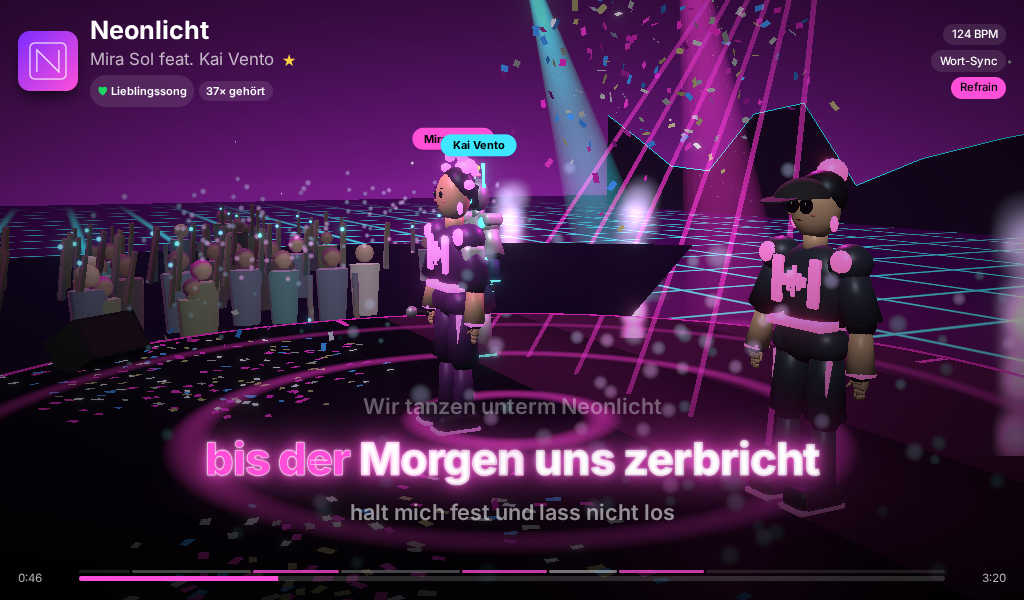 Neonlicht
Mira Sol feat. Kai Vento
Lieblingssong
37× gehört
124 BPM
Wort-Sync
Refrain
Kai Vento
Wir tanzen unterm Neonlicht
bis der Morgen uns zerbricht
halt mich fest und lass nicht los
0:46
3:20